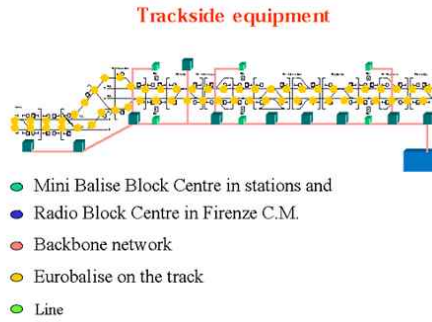 Trackside equipment
Mini Balise Block Centre in stations and
Radio Block Centre in Firenze C.M.
Backbone network
Eurobalise on the track
Line